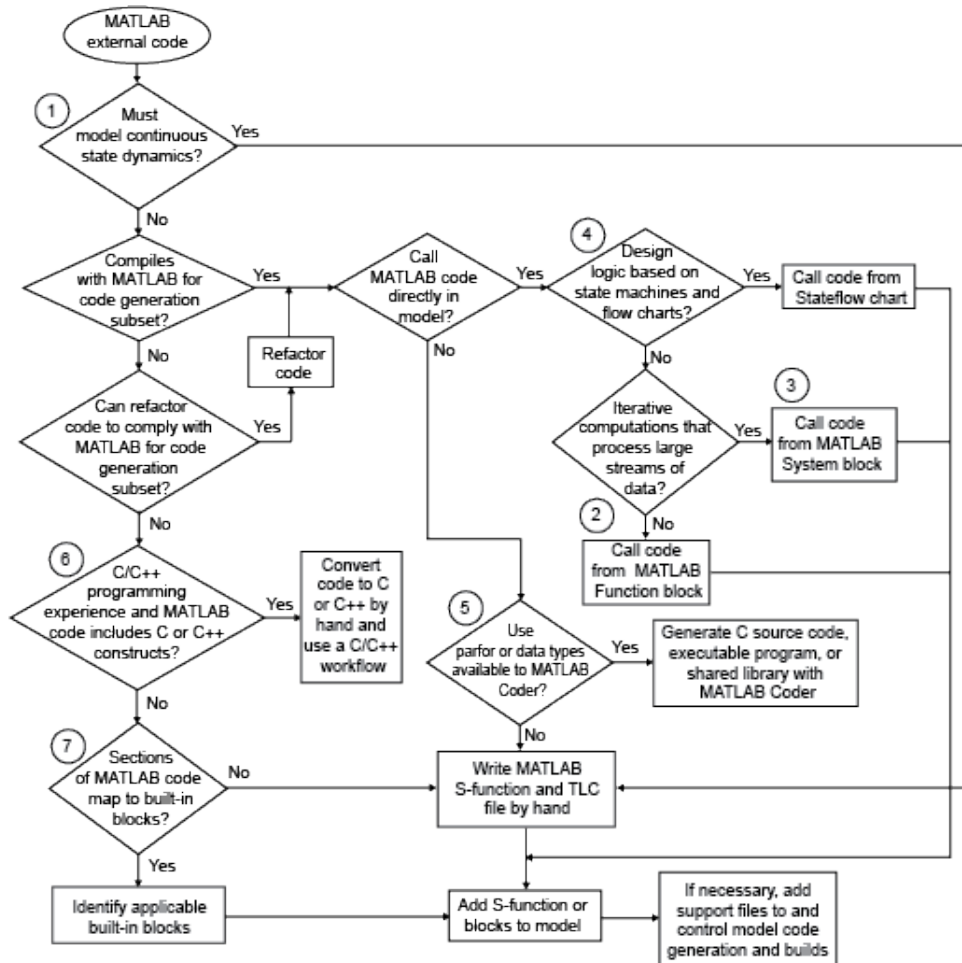 MATLAB
external code
1
Must
model continuous
state dynamics?
Yes
No
Compiles
with MATLAB for
code generation
subset?
Yes
No
Refactor
code
Can refactor
code to comply with
MATLAB for code
generation
subset?
Yes
No
Call
MATLAB code
directly in
model?
Yes
No
4
Design
logic based on
state machines and
flow charts?
Yes
No
Call code from
Stateflow chart
Iterative
computations that
process large
streams of
data?
Yes
No
3
Call code
from MATLAB
System block
2
Call code
from MATLAB
Function block
6
C/C++
programming
experience and MATLAB
code includes C or C++
constructs?
Yes
No
Convert
code to C
or C++ by
hand and
use a C/C++
workflow
5
Use
parfor or data types
available to MATLAB
Coder?
Yes
No
Generate C source code,
executable program, or
shared library with
MATLAB Coder
7
Sections
of MATLAB code
map to built-in
blocks?
No
Yes
Write MATLAB
S-function and TLC
file by hand
Identify applicable
built-in blocks
Add S-function or
blocks to model
If necessary, add
support files to and
control model code
generation and builds